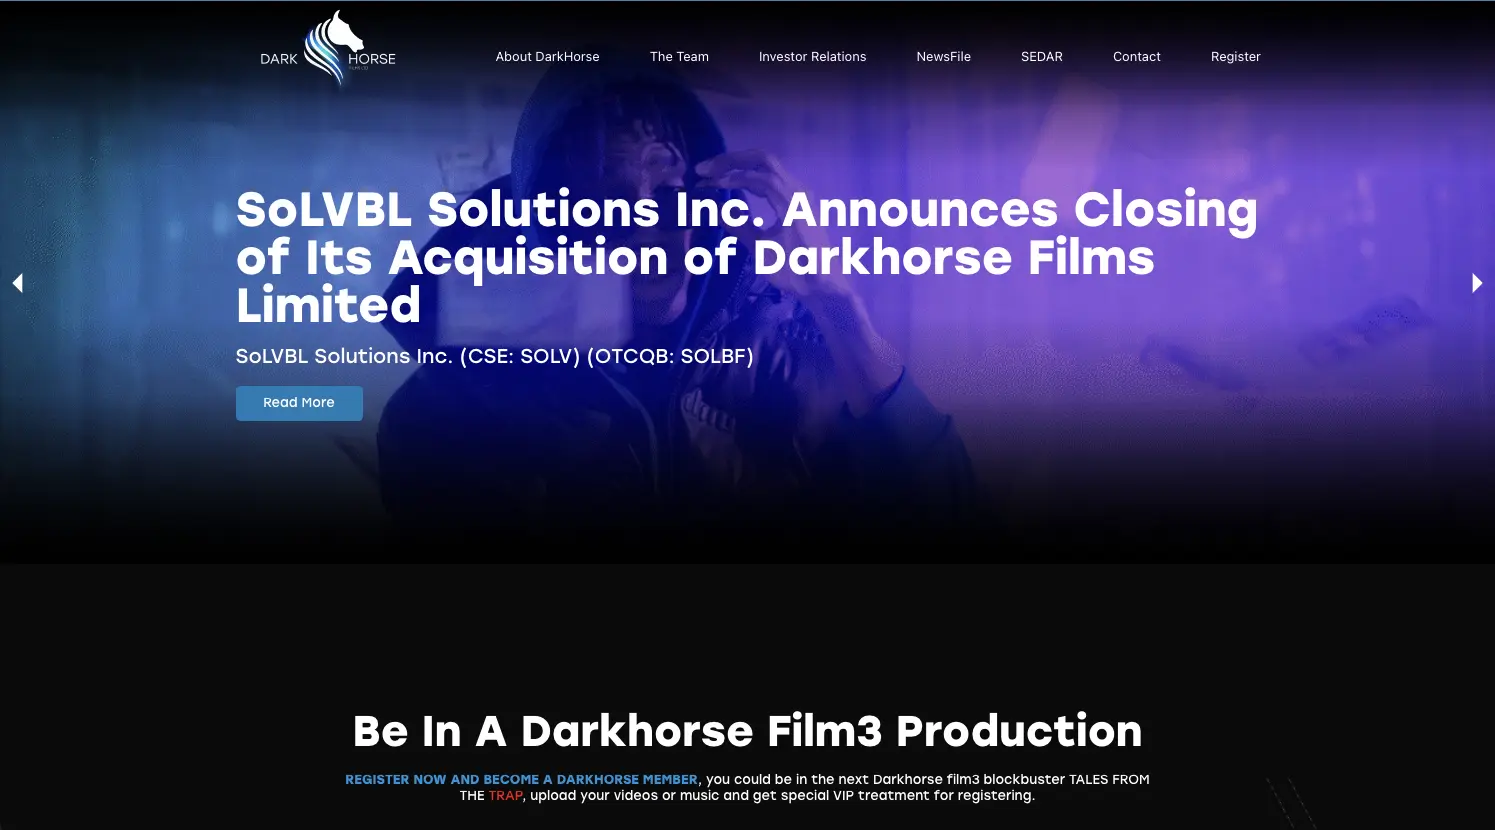 DARK HORSE
About DarkHorse
The Team
Investor Relations
NewsFile
SEDAR
Contact
Register
SoLVBL Solutions Inc. Announces Closing
of Its Acquisition of Darkhorse Films
Limited
SoLVBL Solutions Inc. (CSE: SOLV) (OTCQB: SOLBF)
Read More
Be In A Darkhorse Film3 Production
REGISTER NOW AND BECOME A DARKHORSE MEMBER, you could be in the next Darkhorse film3 blockbuster TALES FROM
THE TRAP, upload your videos or music and get special VIP treatment for registering.